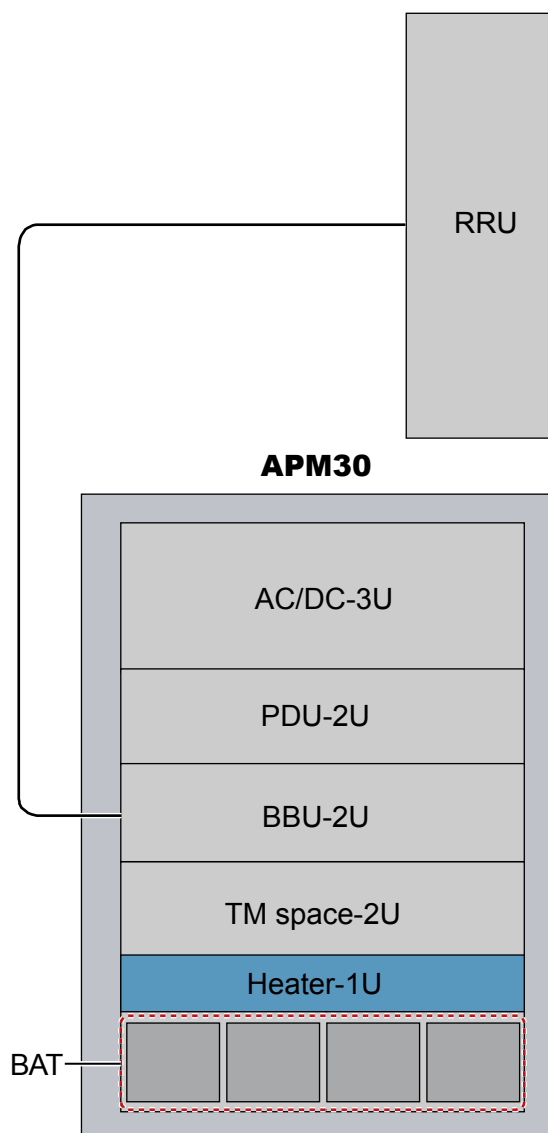 RRU
APM30
AC/DC-3U
PDU-2U
BBU-2U
TM space-2U
Heater-1U
BAT